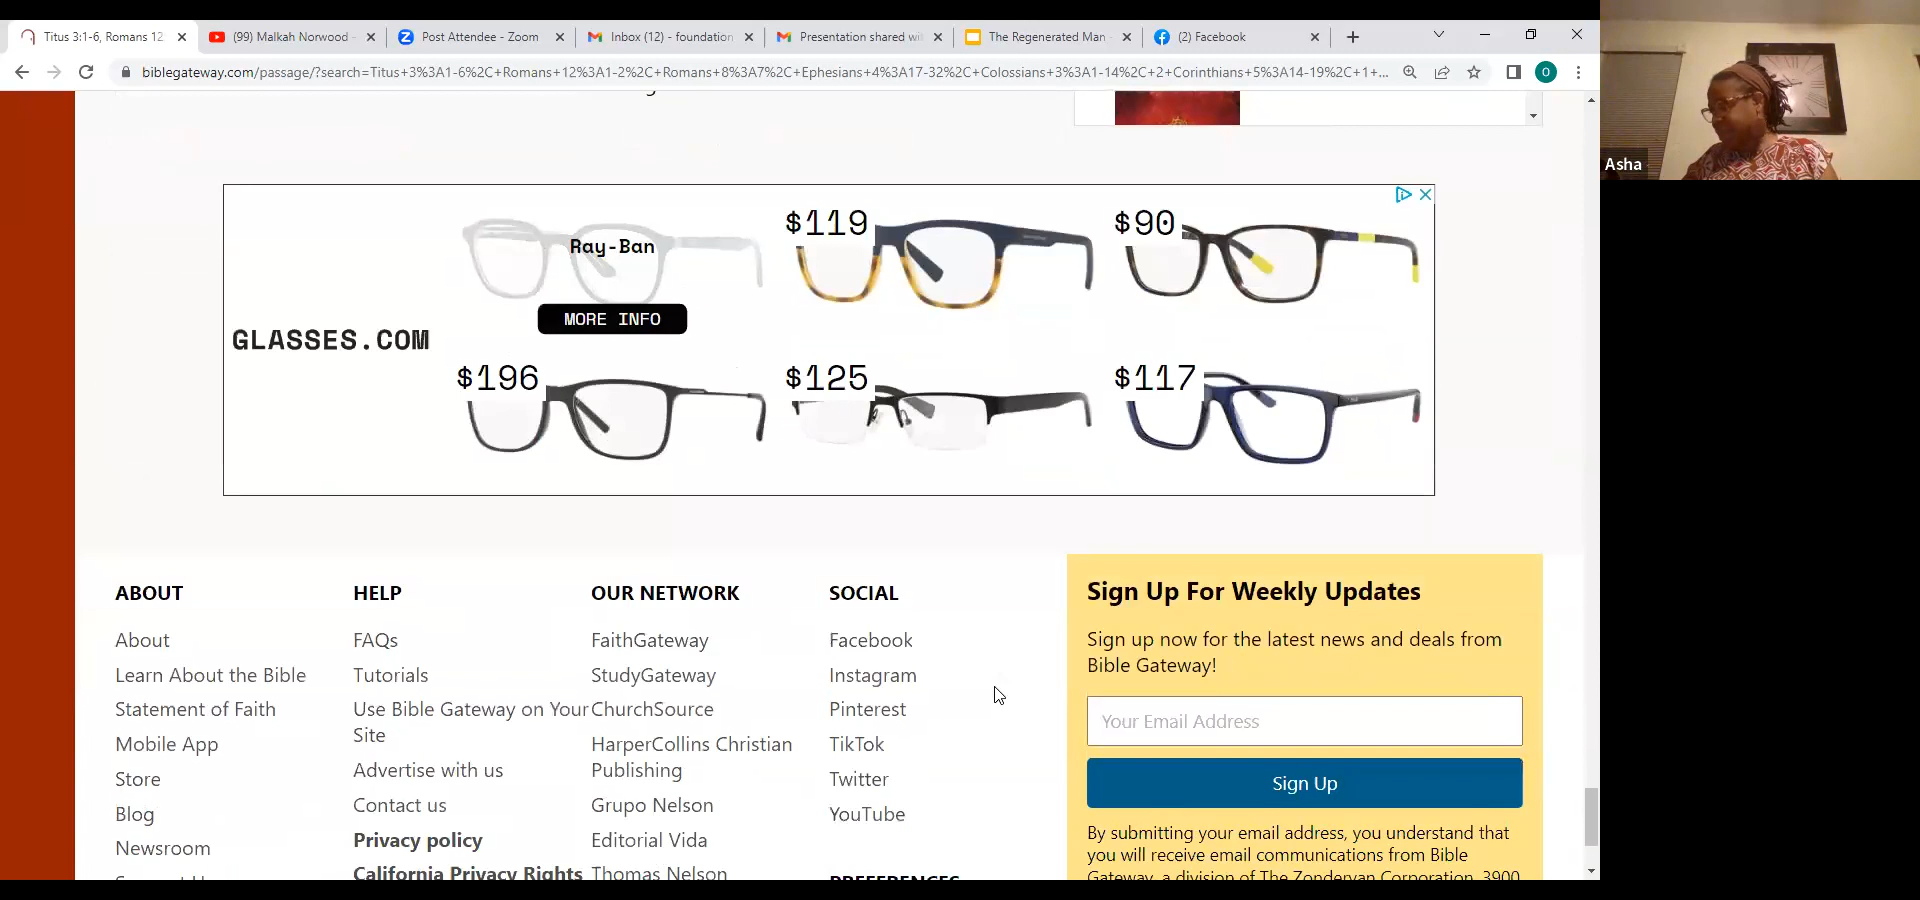 Titus 3:1-6, Romans 12
(99) Malkah Norwood -
Post Attendee - Zoom
Inbox (12) - foundation
Presentation shared wi
The Regenerated Man -
(2) Facebook
biblegateway.com/passage/?search=Titus+3%3A1-6%2C+Romans+12%3A1-2%2C+Romans+8%3A7%2C+Ephesians+4%3A17-32%2C+Colossians+3%3A1-14%2C+2+Corinthians+5%3A14-19%2C+1+...
O
Asha
GLASSES.COM
Ray-Ban
MORE INFO
$119
$90
$196
$125
$117
ABOUT
About
Learn About the Bible
Statement of Faith
Mobile App
Store
Blog
Newsroom
HELP
FAQs
Tutorials
Use Bible Gateway on Your
Site
Advertise with us
Contact us
Privacy policy
California Privacy Rights
OUR NETWORK
FaithGateway
StudyGateway
ChurchSource
HarperCollins Christian
Publishing
Grupo Nelson
Editorial Vida
Thomas Nelson
SOCIAL
Facebook
Instagram
Pinterest
TikTok
Twitter
YouTube
PREFERENCES
Sign Up For Weekly Updates
Sign up now for the latest news and deals from
Bible Gateway!
Your Email Address
Sign Up
By submitting your email address, you understand that
you will receive email communications from Bible
Gateway, a division of The Zondervan Corporation, 3900